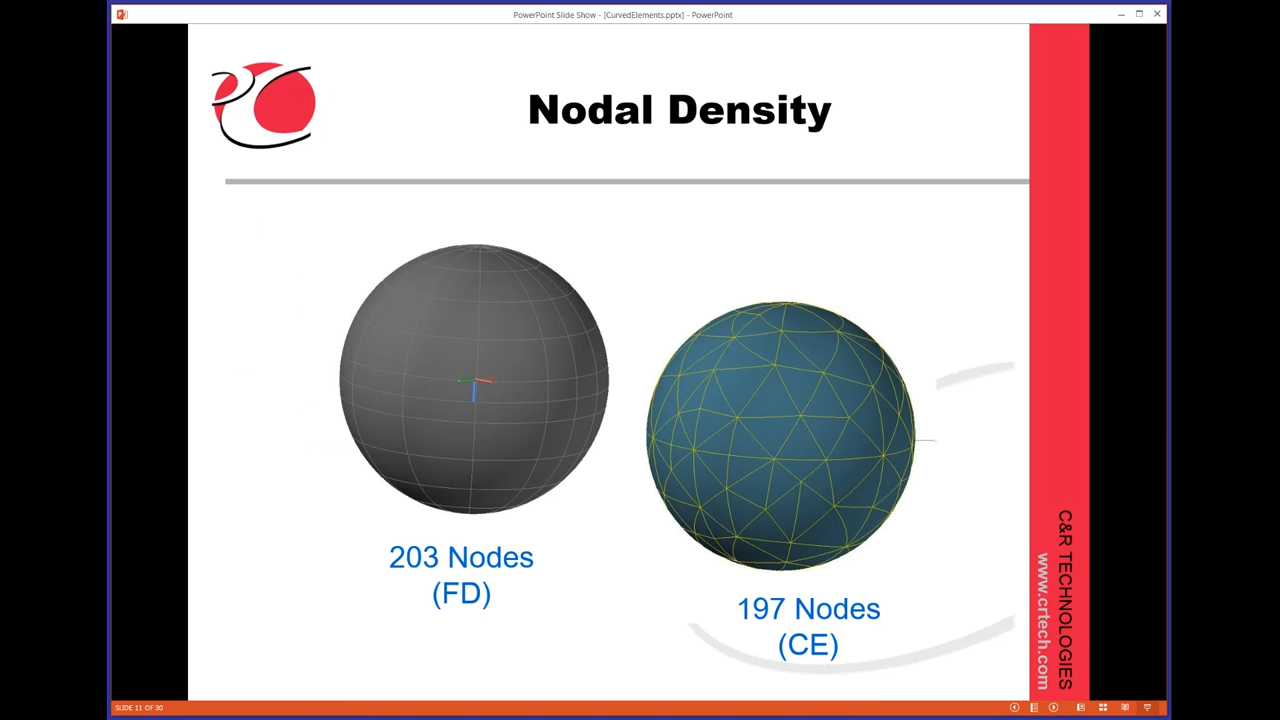 PowerPoint Slide Show - [CurvedElements.pptx] - PowerPoint
Nodal Density
203 Nodes
(FD)
197 Nodes
(CE)
C&R TECHNOLOGIES
www.crtech.com
SLIDE 11 OF 30